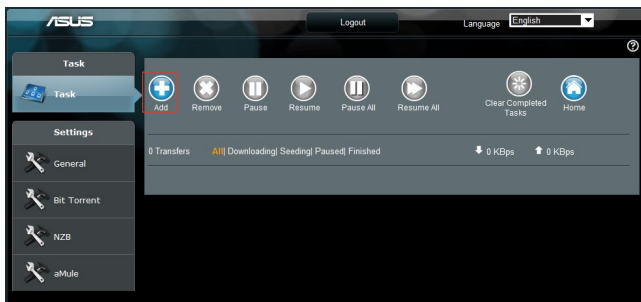 ASUS
Logout
Language English
Task
Task
Add Remove Pause Resume Pause All Resume All Clear Completed Tasks Home
Settings
General
0 Transfers All| Downloading| Seeding| Paused| Finished 0 KBps 0 KBps
Bit Torrent
NZB
aMule